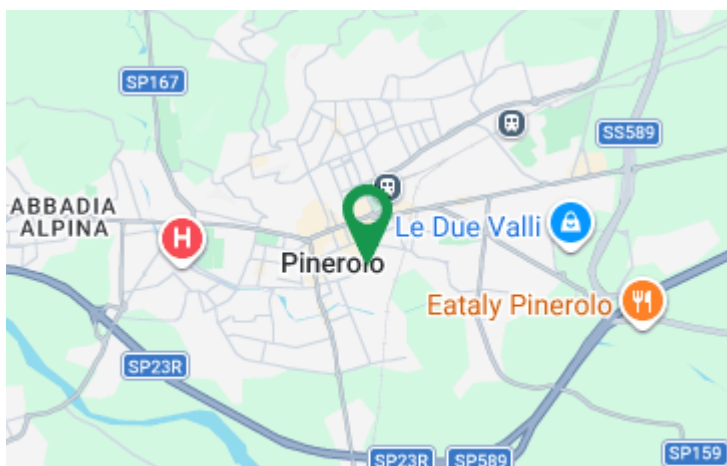 SP167
SS589
ABBADIA
ALPINA
H
Le Due Valli
Pinerolo
Eataly Pinerolo
SP23R
SP23R
SP589
SP159